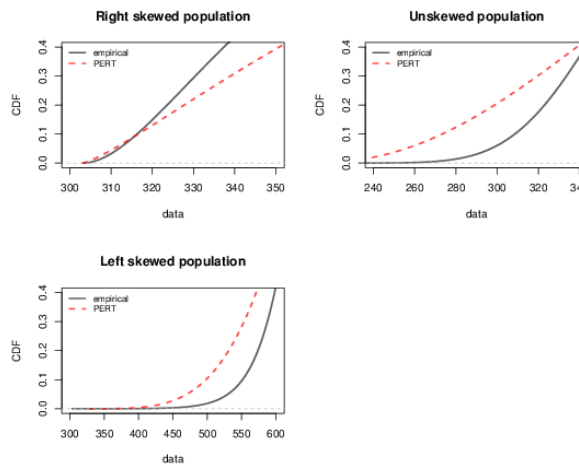 Right skewed population
empirical
PERT
CDF
0.0 0.1 0.2 0.3 0.4
300 310 320 330 340 350
data
Unskewed population
empirical
PERT
CDF
0.0 0.1 0.2 0.3 0.4
240 260 280 300 320
data
Left skewed population
empirical
PERT
CDF
0.0 0.1 0.2 0.3 0.4
300 350 400 450 500 550 600
data